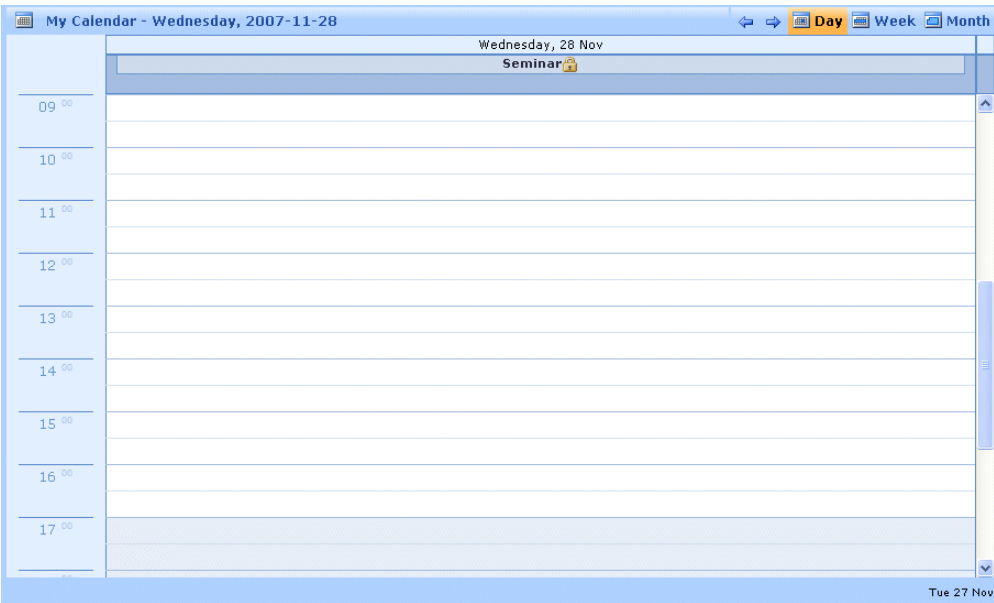 My Calendar - Wednesday, 2007-11-28 Day Week Month
Wednesday, 28 Nov
Seminar
09 00
10 00
11 00
12 00
13 00
14 00
15 00
16 00
17 00
Tue 27 Nov